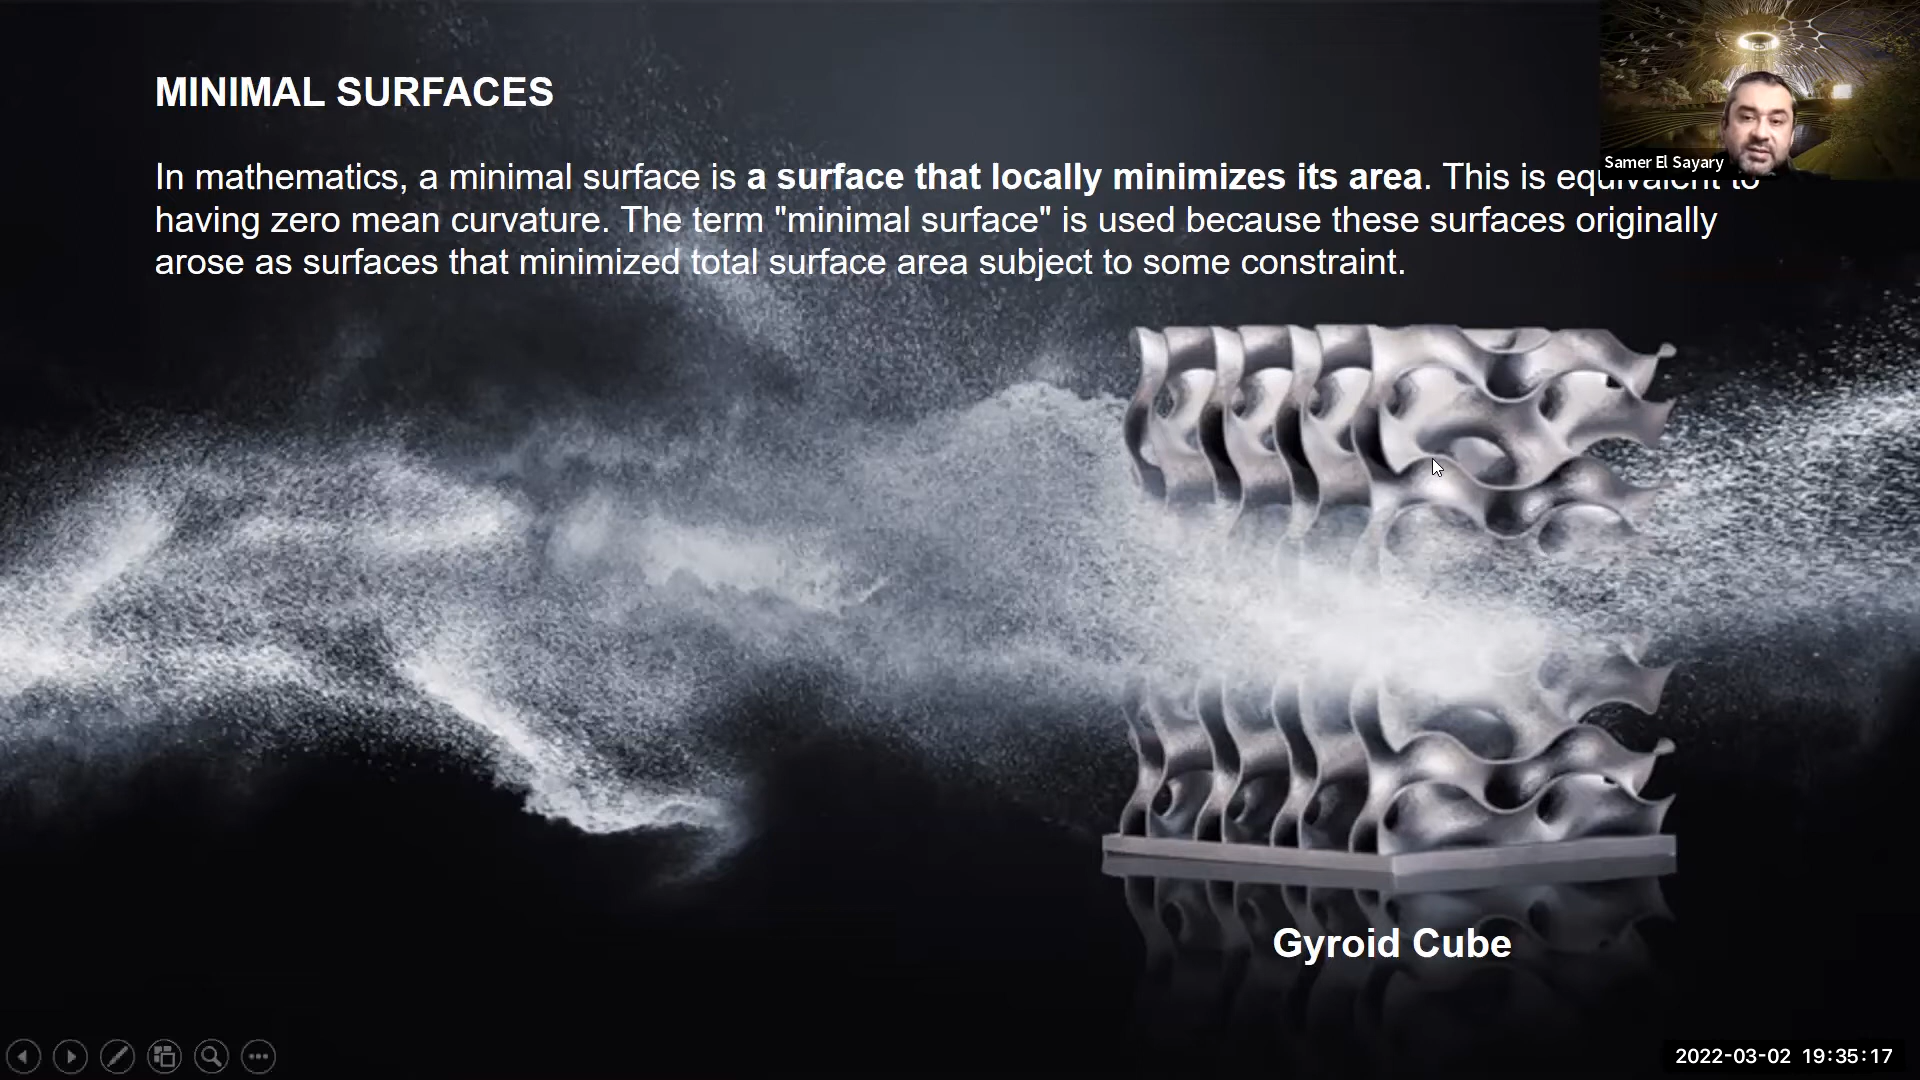 MINIMAL SURFACES
Samer El Sayary
In mathematics, a minimal surface is a surface that locally minimizes its area. This is equivalent to
having zero mean curvature. The term "minimal surface" is used because these surfaces originally
arose as surfaces that minimized total surface area subject to some constraint.
Gyroid Cube
2022-03-02 19:35:17